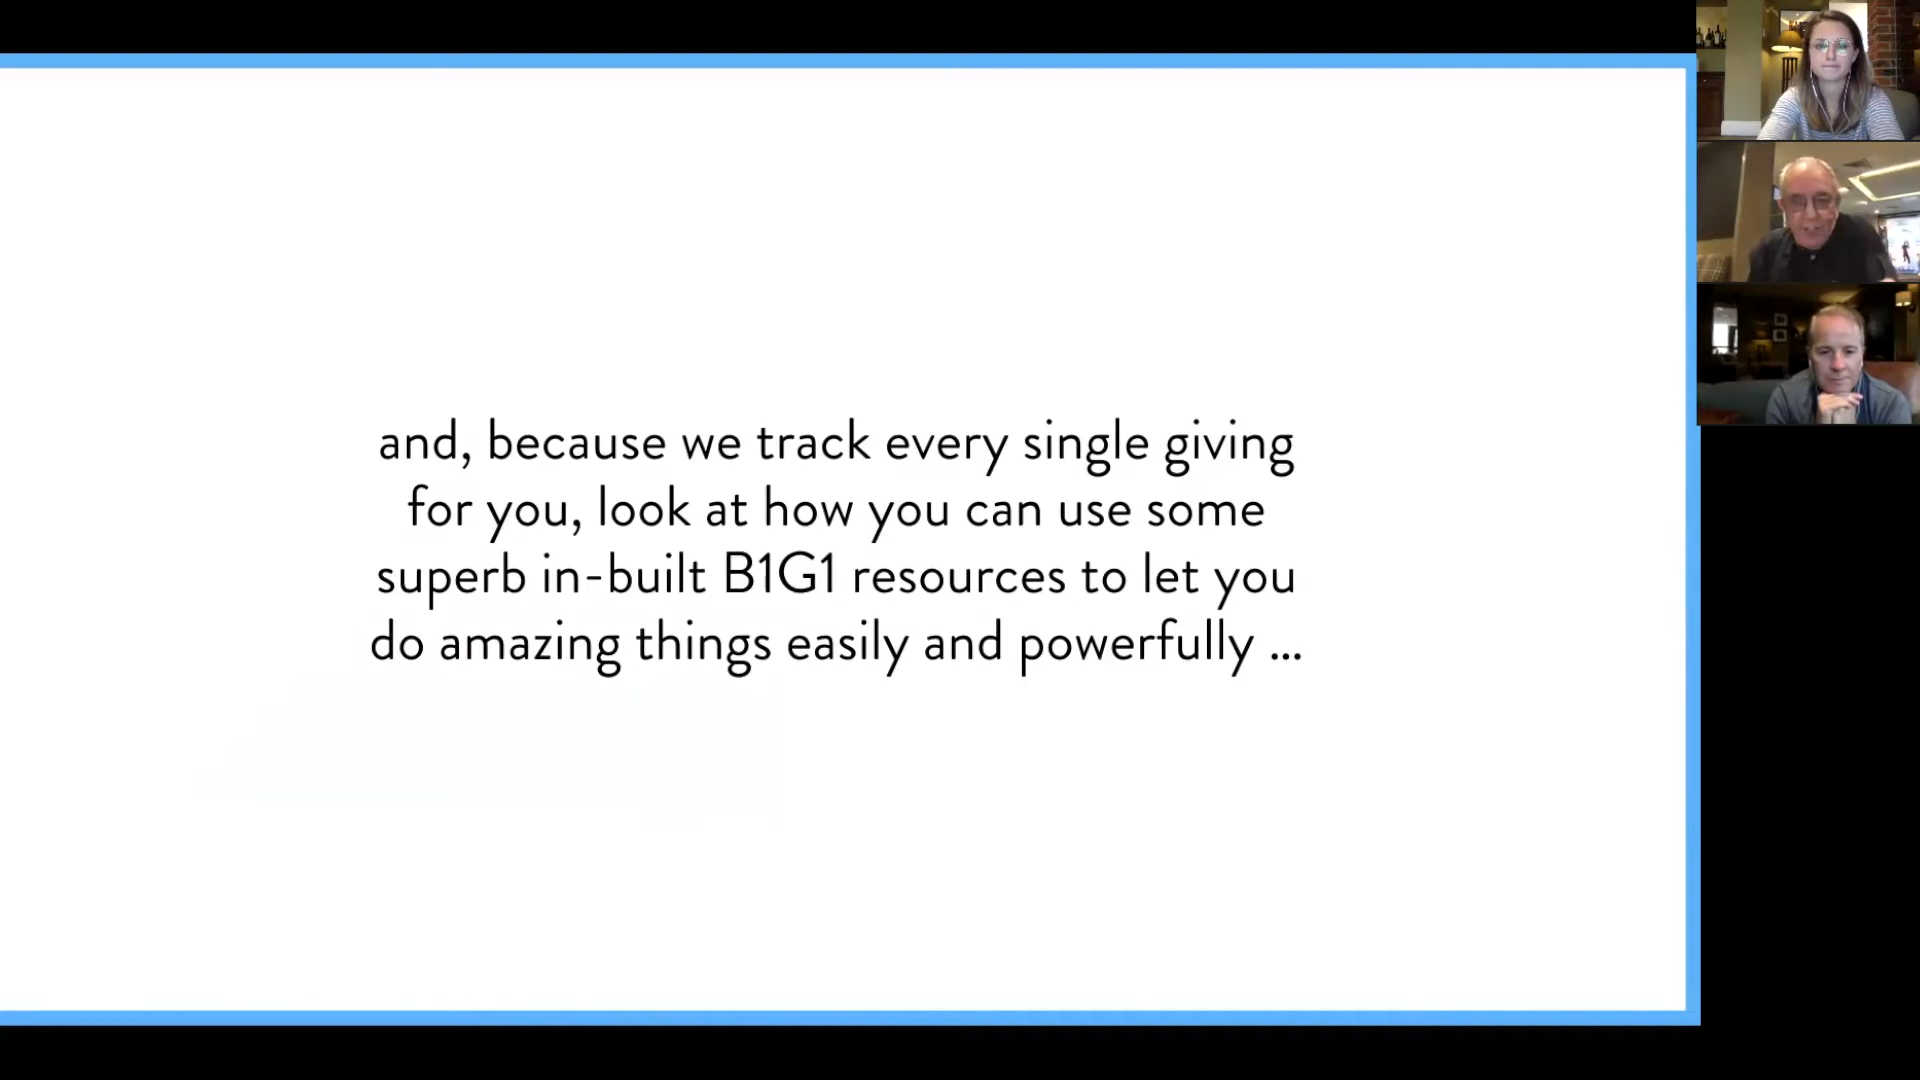 and, because we track every single giving
for you, look at how you can use some
superb in-built B1G1 resources to let you
do amazing things easily and powerfully ...